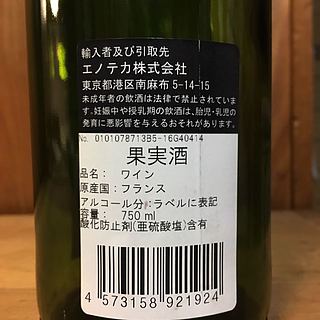 輸入者及び引取先
エノテカ株式会社
東京都港区南麻布 5-14-15
未成年者の飲酒は法律で禁止されていま
す。妊娠中や授乳期の飲酒は、胎児・乳児の
発育に悪影響を与えるおそれがあります。
No. 0101078713B5-16G40414
果実酒
品名： ワイン
原産国：フランス
アルコール分：ラベルに表記
容量： 750 ml
酸化防止剤(亜硫酸塩)含有
4 573158 921924